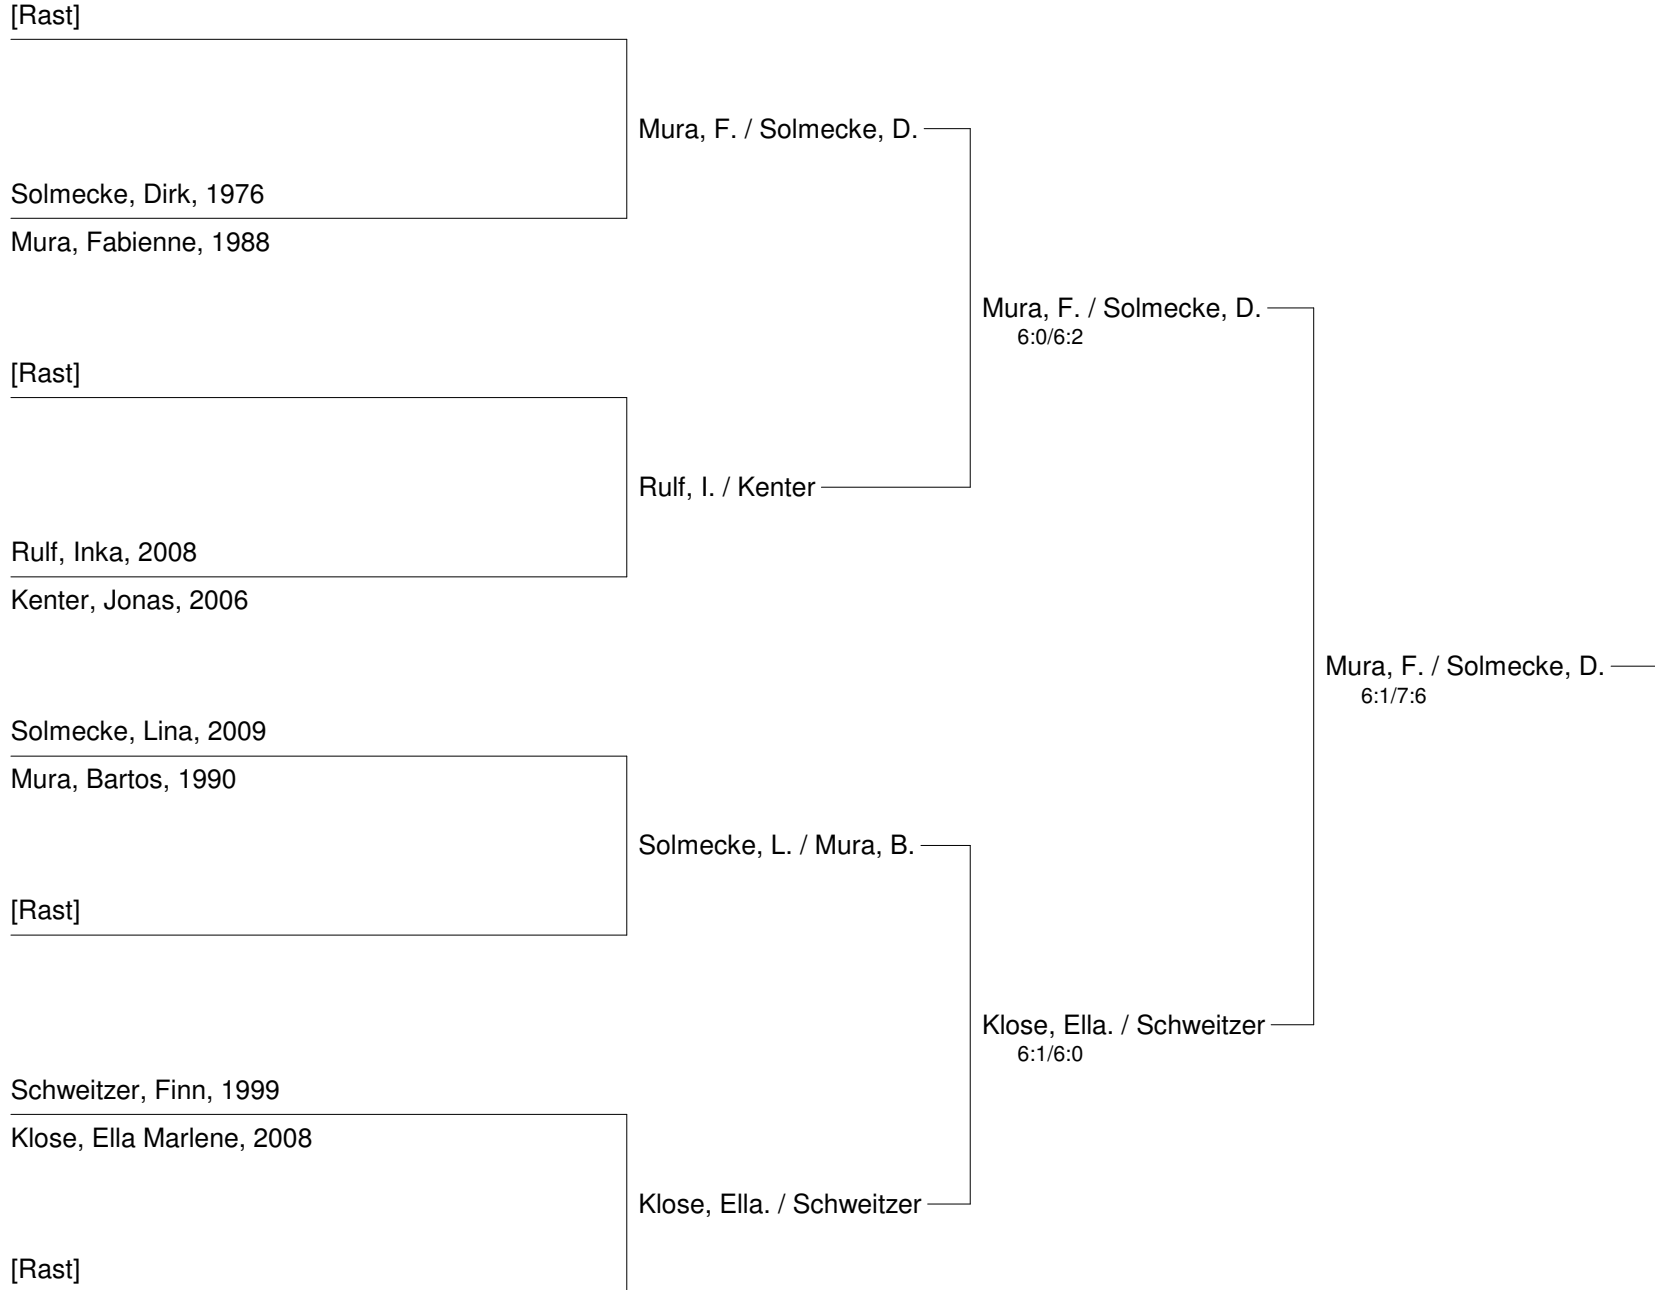 [Rast]
Solmecke, Dirk, 1976
Mura, Fabienne, 1988
[Rast]
Rulf, Inka, 2008
Kenter, Jonas, 2006
Solmecke, Lina, 2009
Mura, Bartos, 1990
[Rast]
Schweitzer, Finn, 1999
Klose, Ella Marlene, 2008
[Rast]
Mura, F. / Solmecke, D.
Rulf, I. / Kenter
Solmecke, L. / Mura, B.
Klose, Ella. / Schweitzer
Mura, F. / Solmecke, D.
6:0/6:2
Klose, Ella. / Schweitzer
6:1/6:0
Mura, F. / Solmecke, D.
6:1/7:6